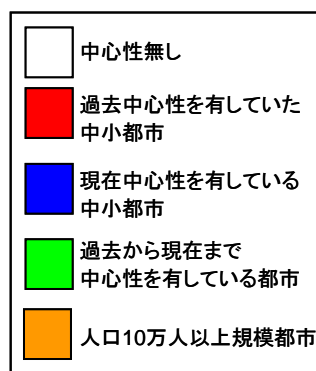 中心性無し
過去中心性を有していた
中小都市
現在中心性を有している
中小都市
過去から現在まで
中心性を有している都市
人口10万人以上規模都市